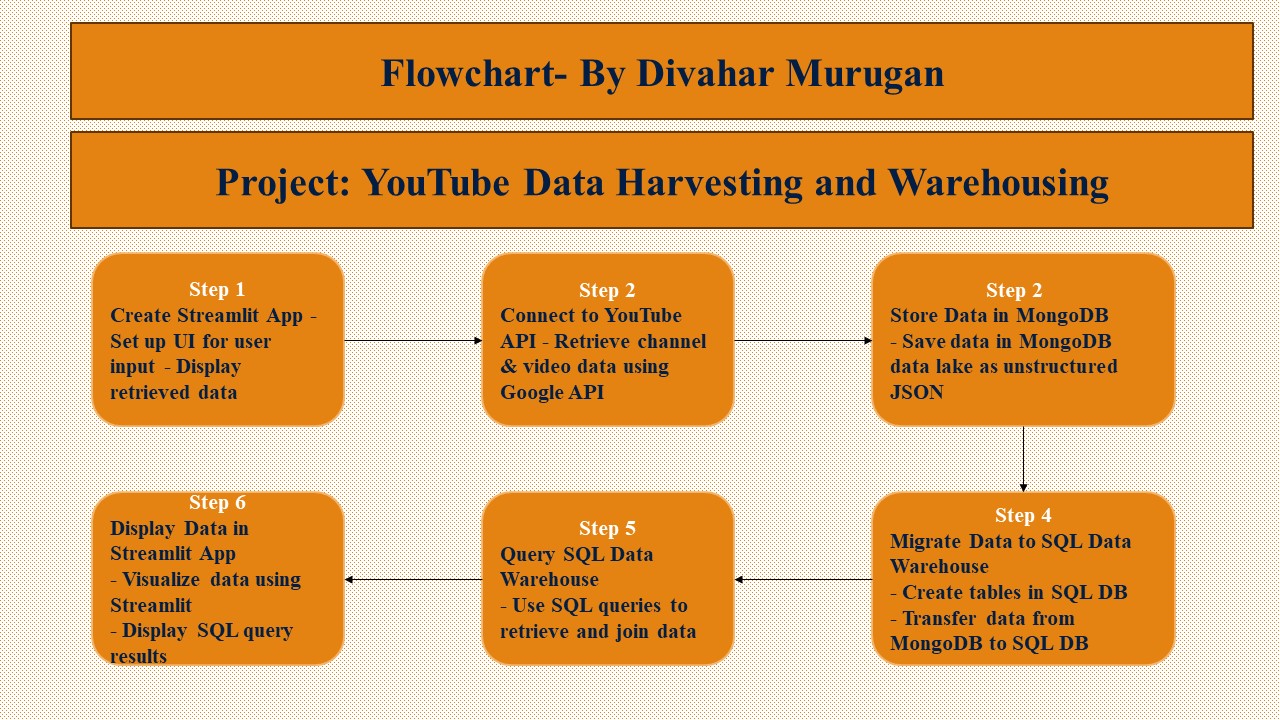 Flowchart- By Divahar Murugan
Project: YouTube Data Harvesting and Warehousing
Step 1
Create Streamlit App -
Set up UI for user
input - Display
retrieved data
Step 2
Connect to YouTube
API - Retrieve channel
& video data using
Google API
Step 2
Store Data in MongoDB
- Save data in MongoDB
data lake as unstructured
JSON
Step 4
Migrate Data to SQL Data
Warehouse
- Create tables in SQL DB
- Transfer data from
MongoDB to SQL DB
Step 5
Query SQL Data
Warehouse
- Use SQL queries to
retrieve and join data
Step 6
Display Data in
Streamlit App
- Visualize data using
Streamlit
- Display SQL query
results